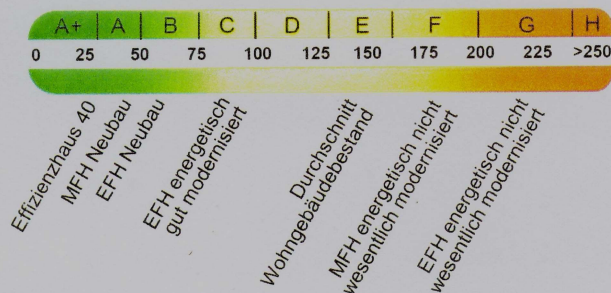 A+ A B C D E F G H
0 25 50 75 100 125 150 175 200 225 >250
Effizienzhaus 40
MFH Neubau
EFH Neubau
EFH energetisch
gut modernisiert
Durchschnitt
Wohngebäudebestand
MFH energetisch nicht
wesentlich modernisiert
EFH energetisch nicht
wesentlich modernisiert